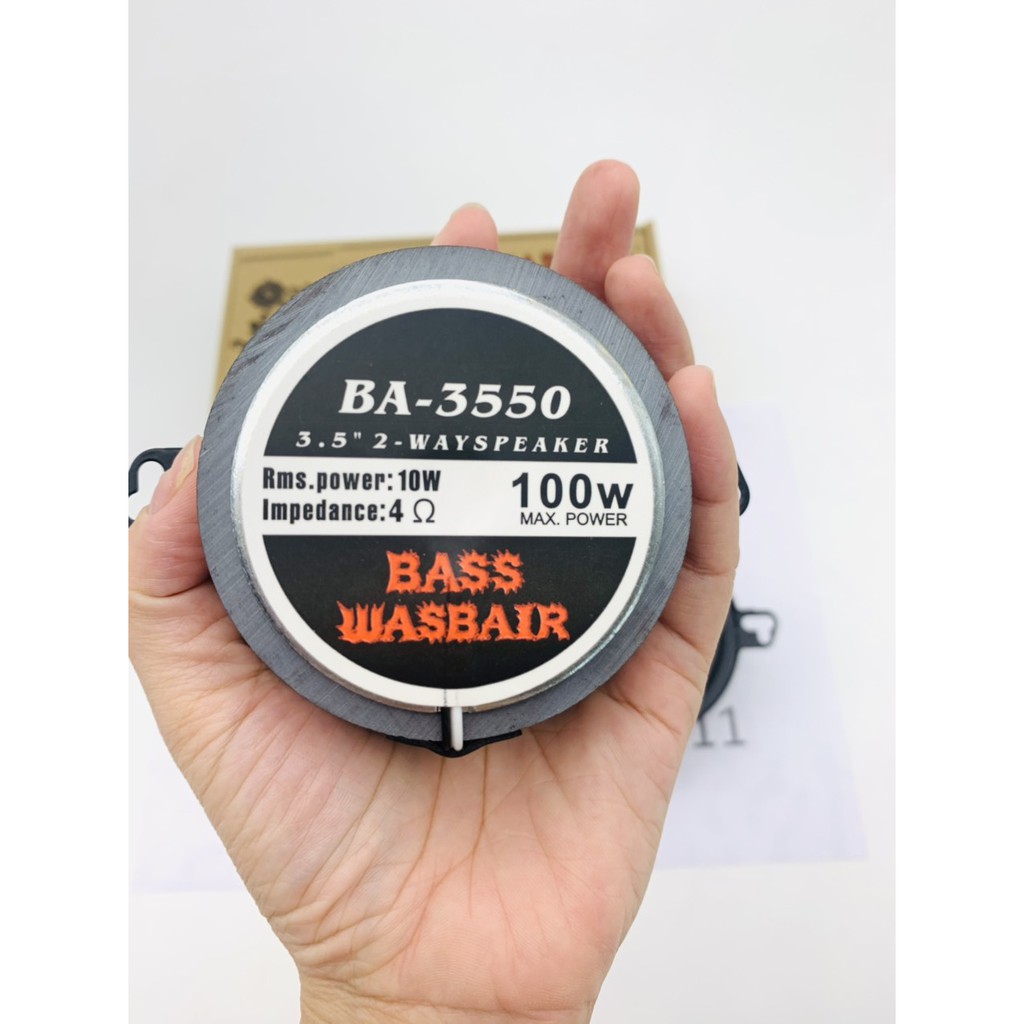 BA-3550
3.5" 2-WAYSPEAKER
Rms.power:10W
Impedance:4 Ω
100W
MAX. POWER
BASS
WASBAIR
11